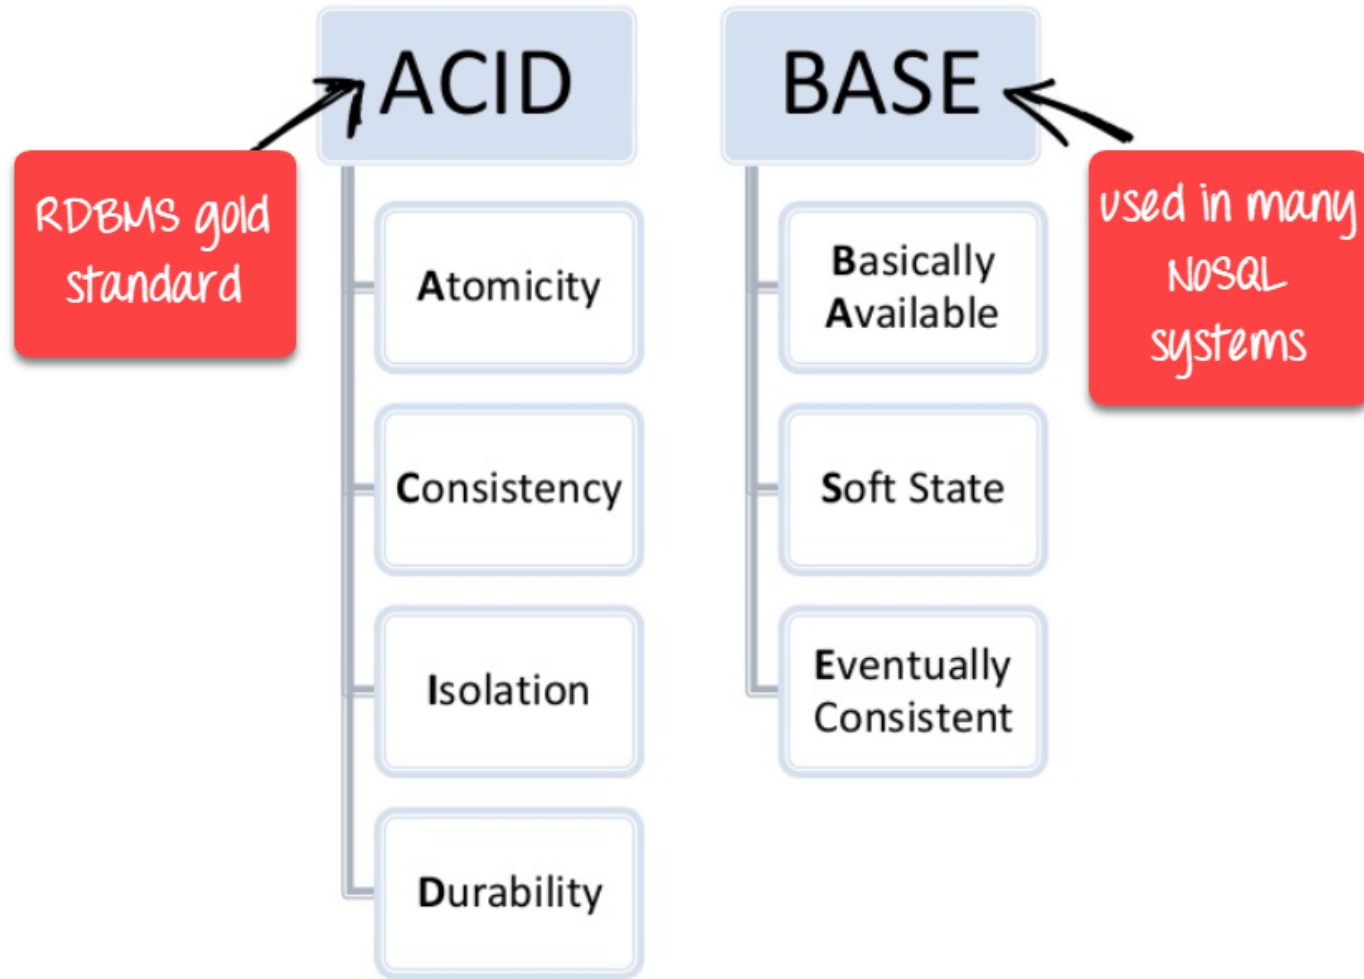 ACID
BASE
RDBMS gold
standard
used in many
NoSQL
systems
Atomicity
Consistency
Isolation
Durability
Basically
Available
Soft State
Eventually
Consistent